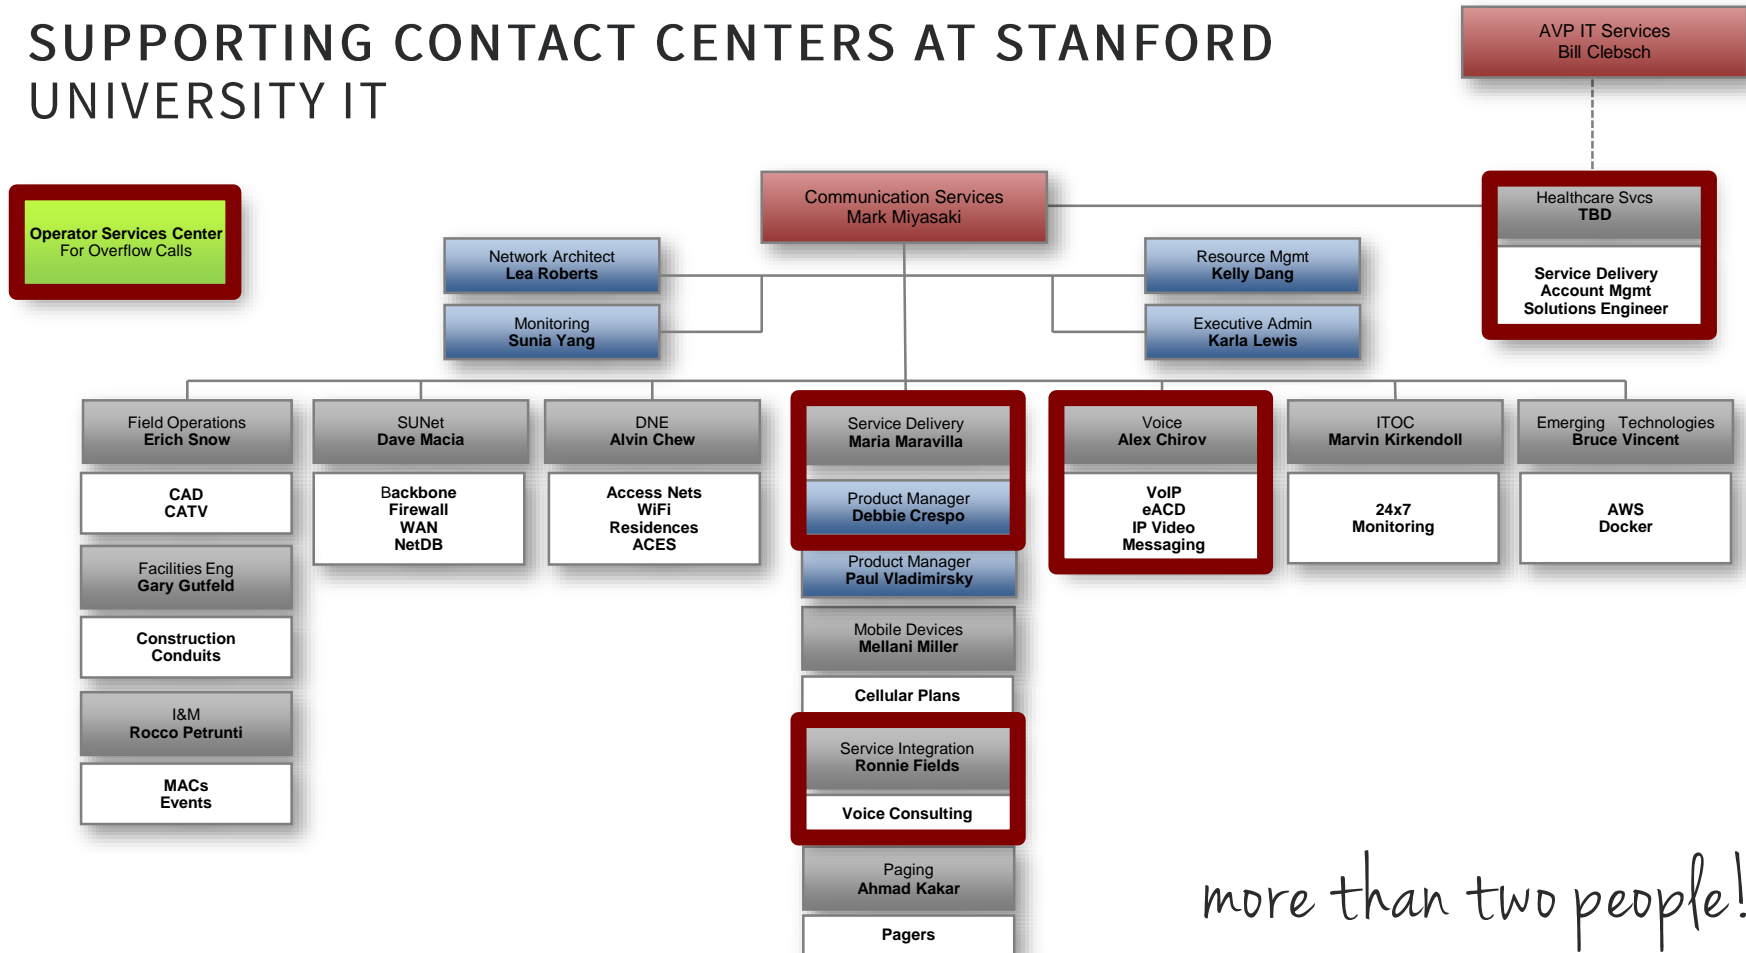 SUPPORTING CONTACT CENTERS AT STANFORD
UNIVERSITY IT
AVP IT Services
Bill Clebsch
Operator Services Center
For Overflow Calls
Communication Services
Mark Miyasaki
Healthcare Svcs
TBD
Service Delivery
Account Mgmt
Solutions Engineer
Network Architect
Lea Roberts
Resource Mgmt
Kelly Dang
Monitoring
Sunia Yang
Executive Admin
Karla Lewis
Field Operations
Erich Snow
CAD
CATV
Facilities Eng
Gary Gutfeld
Construction
Conduits
I&M
Rocco Petrunti
MACs
Events
SUNet
Dave Macia
Backbone
Firewall
WAN
NetDB
DNE
Alvin Chew
Access Nets
WiFi
Residences
ACES
Service Delivery
Maria Maravilla
Product Manager
Debbie Crespo
Product Manager
Paul Vladimirsky
Mobile Devices
Mellani Miller
Cellular Plans
Service Integration
Ronnie Fields
Voice Consulting
Paging
Ahmad Kakar
Pagers
Voice
Alex Chirov
VoIP
eACD
IP Video
Messaging
ITOC
Marvin Kirkendoll
24x7
Monitoring
Emerging Technologies
Bruce Vincent
AWS
Docker
more than two people!